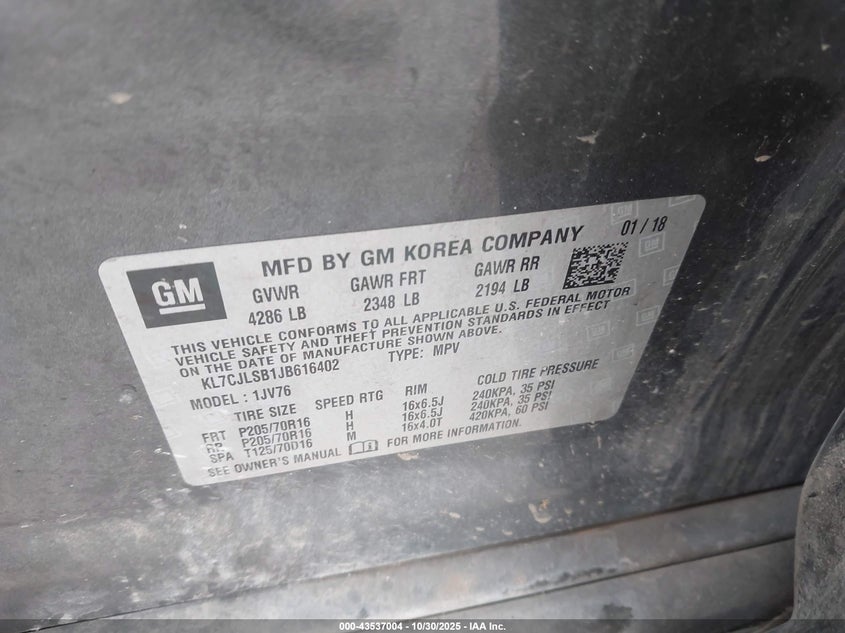 GM
MFD BY GM KOREA COMPANY 01 / 18
GVWR GAWR FRT GAWR RR
4286 LB 2348 LB 2194 LB
THIS VEHICLE CONFORMS TO ALL APPLICABLE U.S. FEDERAL MOTOR
VEHICLE SAFETY AND THEFT PREVENTION STANDARDS IN EFFECT
ON THE DATE OF MANUFACTURE SHOWN ABOVE.
KL7CJLSB1JB616402 TYPE: MPV
MODEL : 1JV76
TIRE SIZE SPEED RTG RIM COLD TIRE PRESSURE
FRT P205/70R16 H 16x6.5J 240KPA, 35 PSI
RR P205/70R16 H 16x6.5J 240KPA, 35 PSI
SPA T125/70D16 M 16x4.0T 420KPA, 60 PSI
SEE OWNER'S MANUAL FOR MORE INFORMATION.
000-43537004 - 10/30/2025 - IAA Inc.